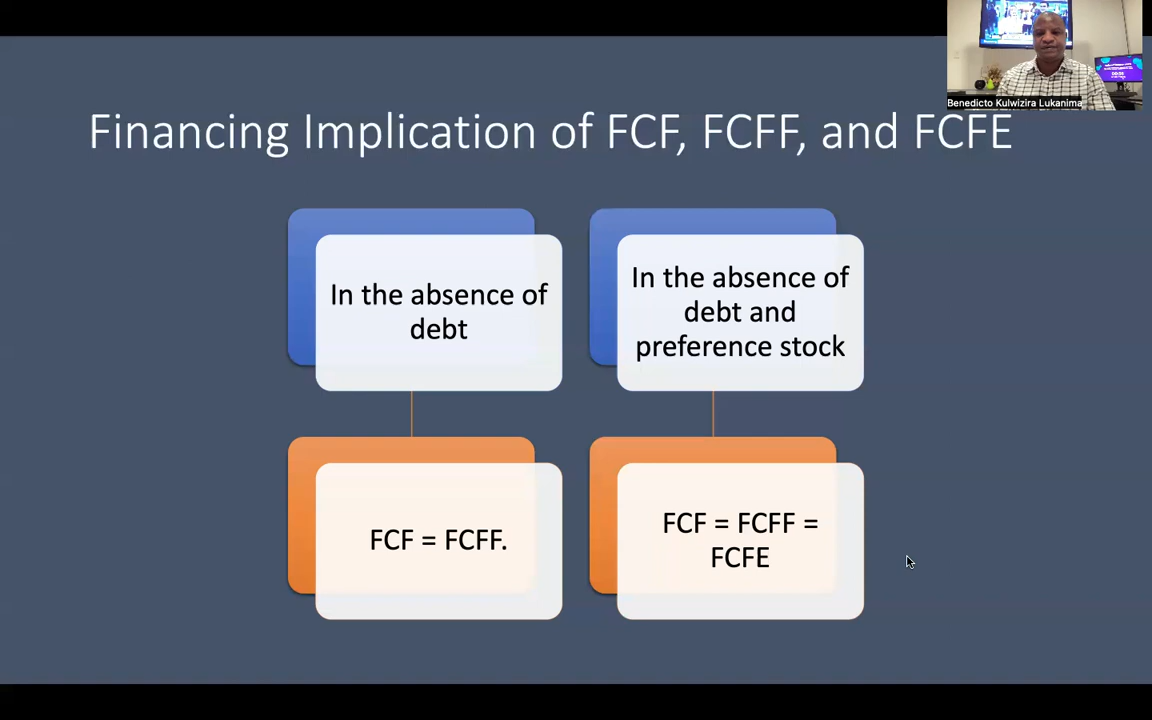 Benedicto Kulwizira Lukanima
Financing Implication of FCF, FCFF, and FCFE
In the absence of
debt
In the absence of
debt and
preference stock
FCF = FCFF.
FCF = FCFF =
FCFE